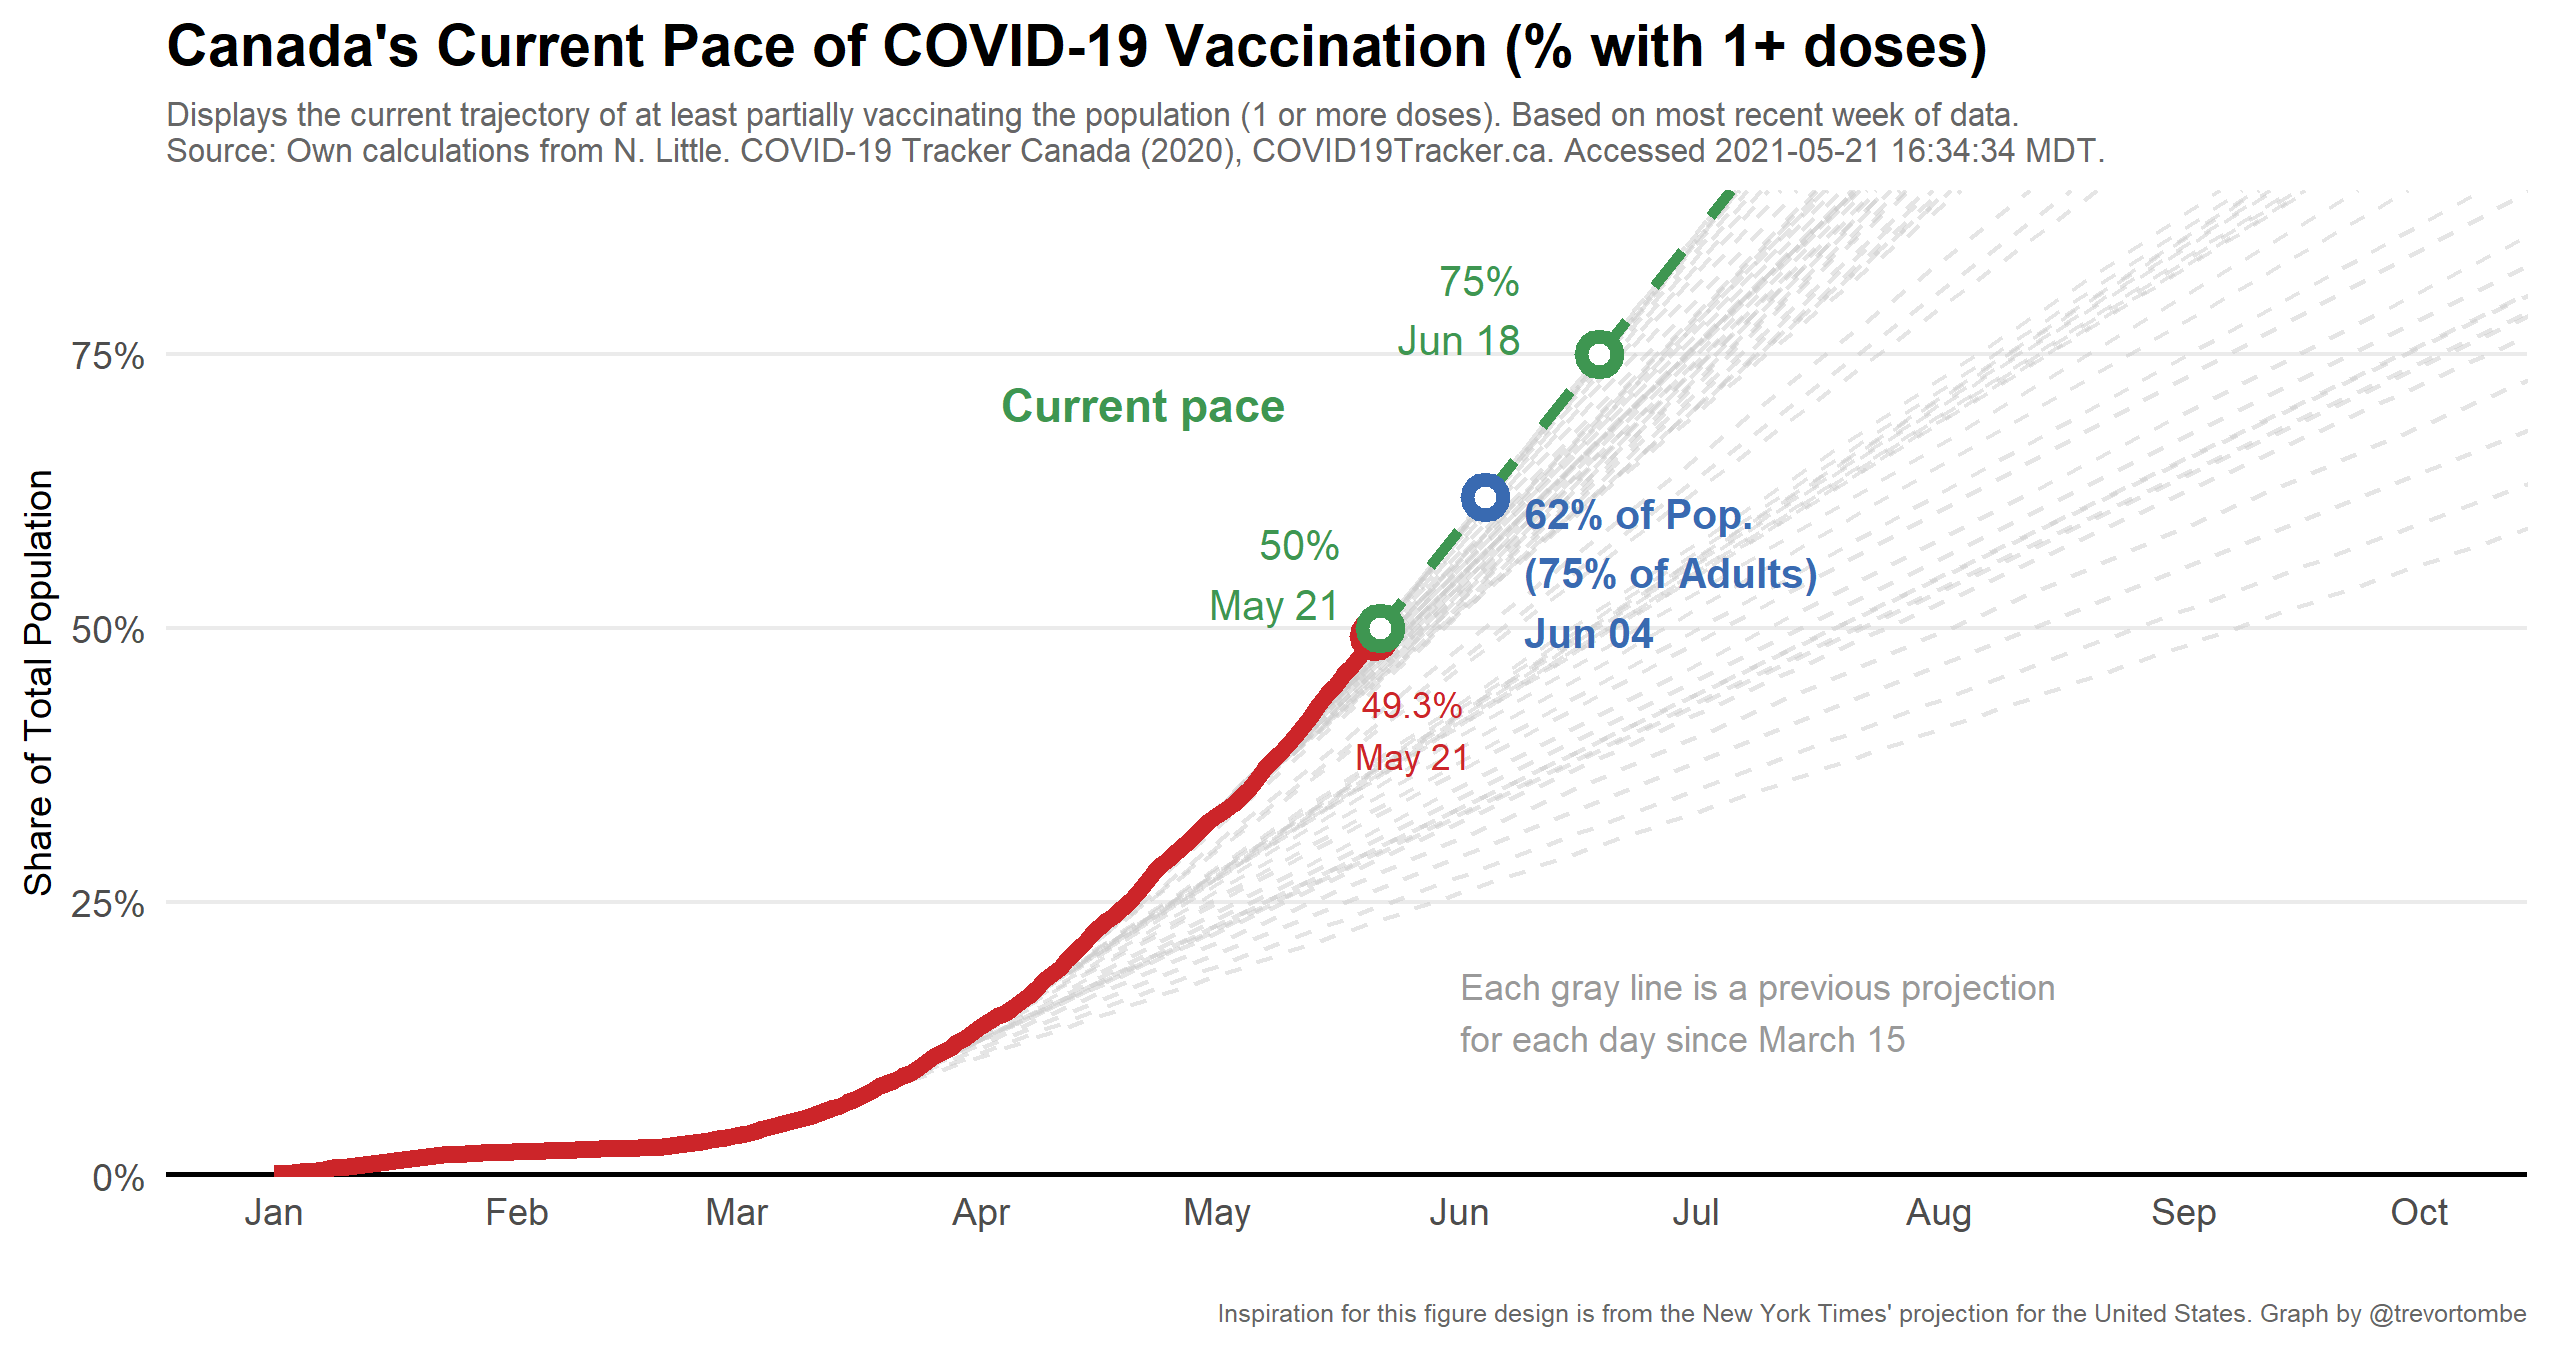 Canada's Current Pace of COVID-19 Vaccination (% with 1+ doses)
Displays the current trajectory of at least partially vaccinating the population (1 or more doses). Based on most recent week of data.
Source: Own calculations from N. Little. COVID-19 Tracker Canada (2020), COVID19Tracker.ca. Accessed 2021-05-21 16:34:34 MDT.
Share of Total Population
75%
50%
25%
0%
75%
Jun 18
Current pace
62% of Pop.
(75% of Adults)
Jun 04
50%
May 21
49.3%
May 21
Each gray line is a previous projection
for each day since March 15
Jan Feb Mar Apr May Jun Jul Aug Sep Oct
Inspiration for this figure design is from the New York Times' projection for the United States. Graph by @trevortombe